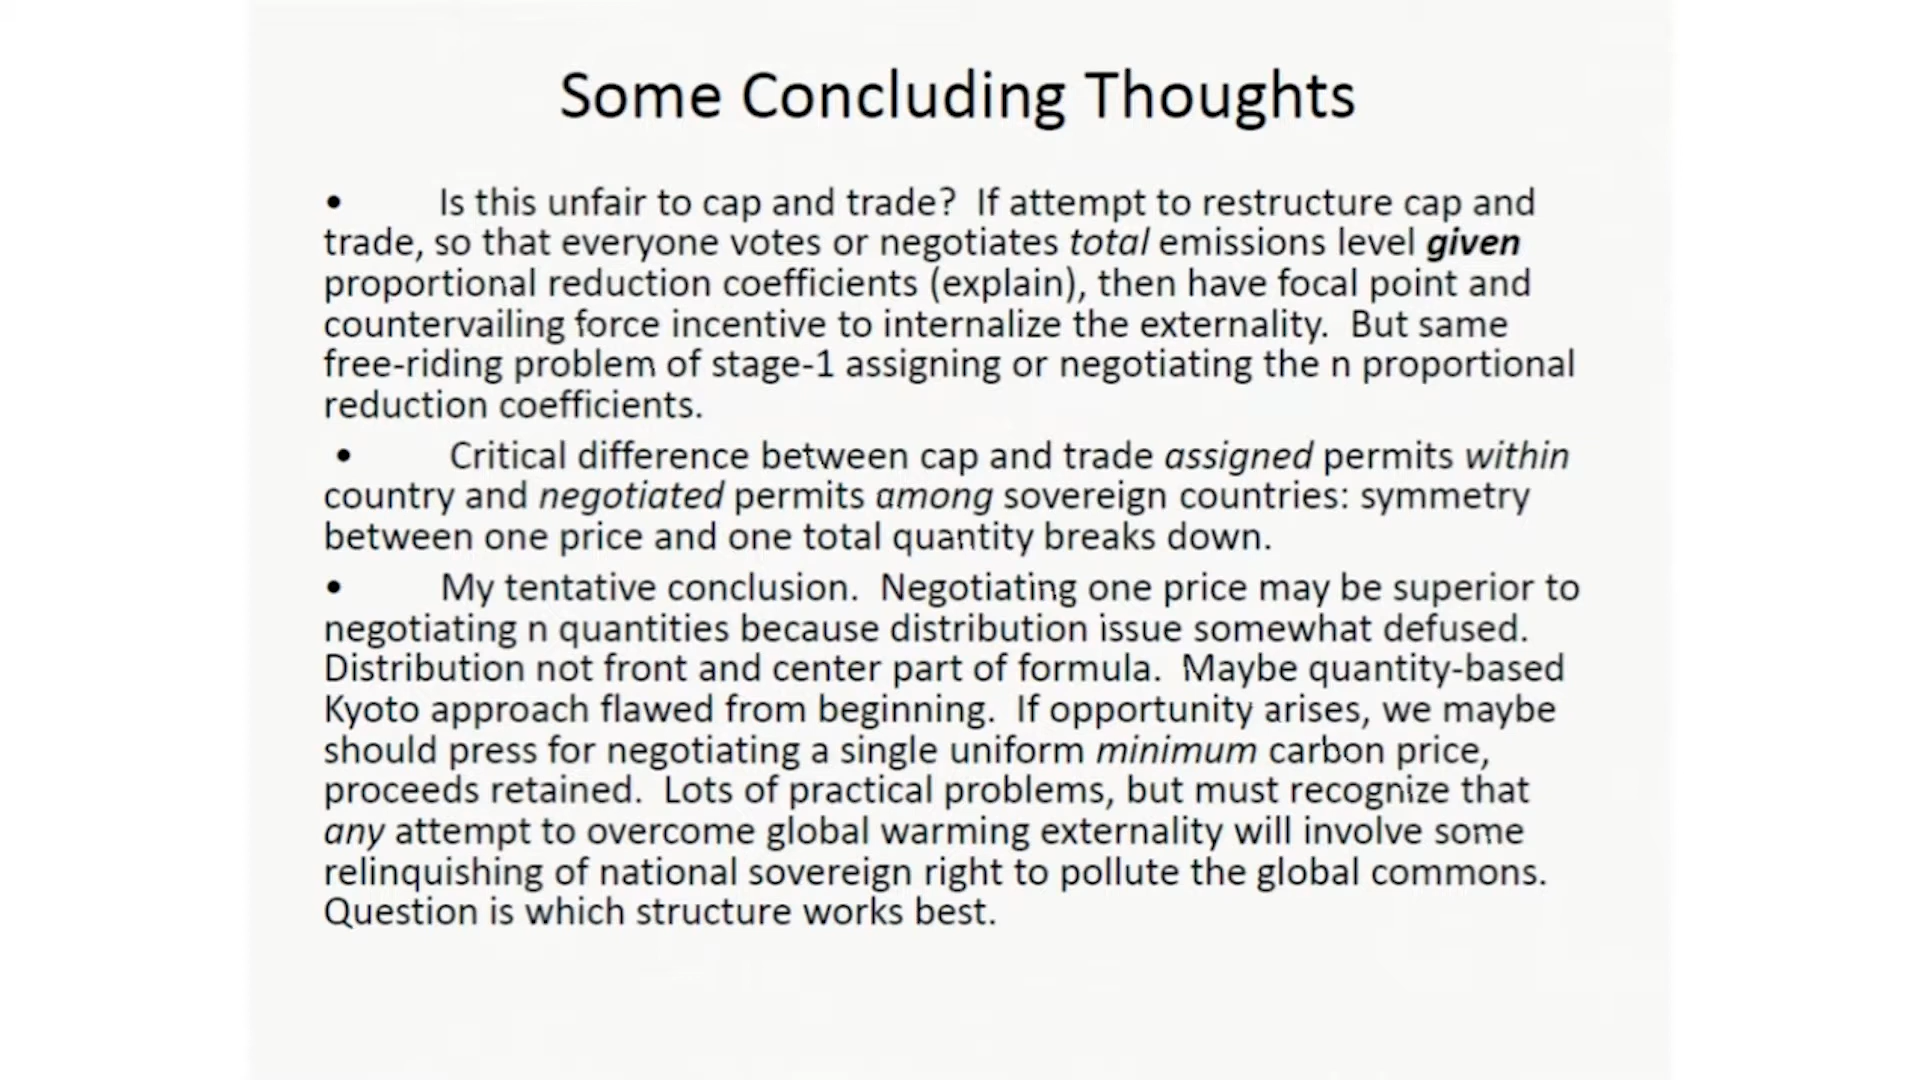 Some Concluding Thoughts
• Is this unfair to cap and trade? If attempt to restructure cap and
trade, so that everyone votes or negotiates total emissions level given
proportional reduction coefficients (explain), then have focal point and
countervailing force incentive to internalize the externality. But same
free-riding problem of stage-1 assigning or negotiating the n proportional
reduction coefficients.
• Critical difference between cap and trade assigned permits within
country and negotiated permits among sovereign countries: symmetry
between one price and one total quantity breaks down.
• My tentative conclusion. Negotiating one price may be superior to
negotiating n quantities because distribution issue somewhat defused.
Distribution not front and center part of formula. Maybe quantity-based
Kyoto approach flawed from beginning. If opportunity arises, we maybe
should press for negotiating a single uniform minimum carbon price,
proceeds retained. Lots of practical problems, but must recognize that
any attempt to overcome global warming externality will involve some
relinquishing of national sovereign right to pollute the global commons.
Question is which structure works best.